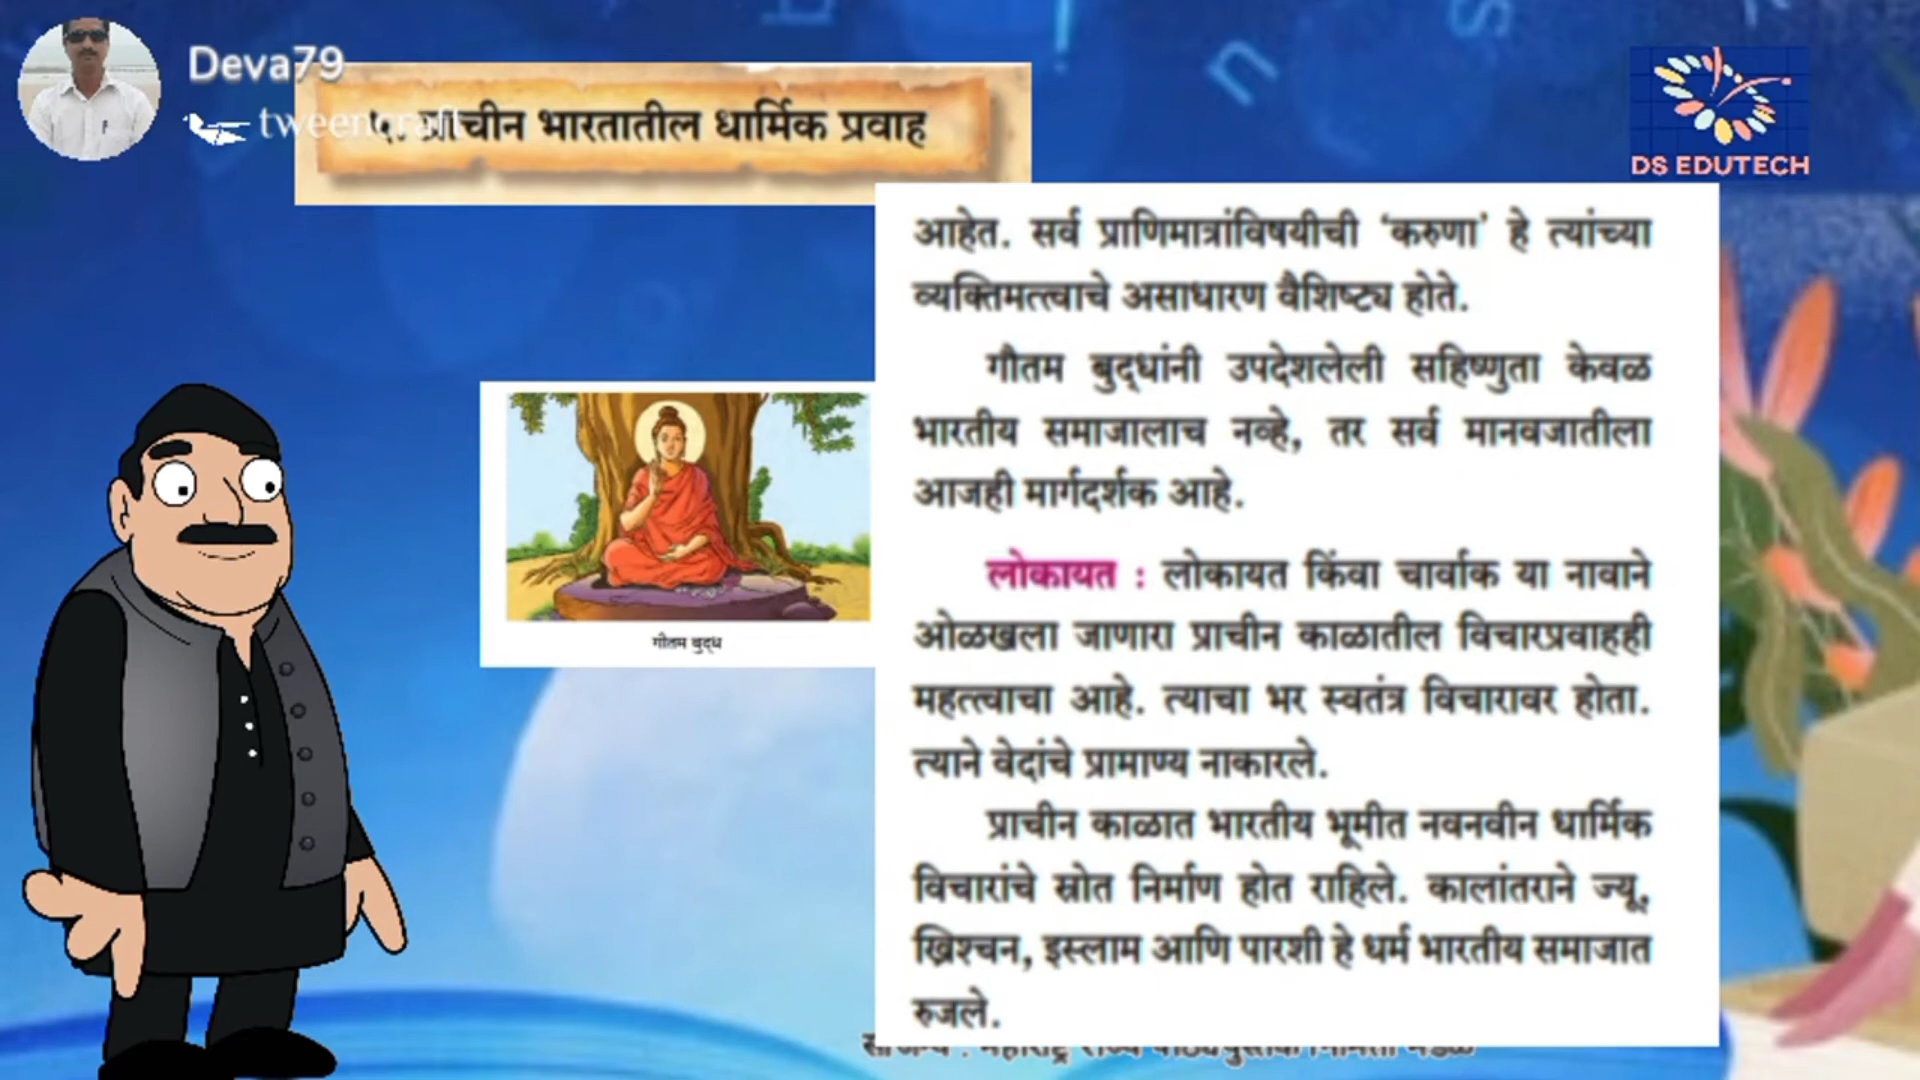 Deva79
tweencraft
५. प्राचीन भारतातील धार्मिक प्रवाह
DS EDUTECH
आहेत. सर्व प्राणिमात्रांविषयीची ‘करुणा’ हे त्यांच्या
व्यक्तिमत्त्वाचे असाधारण वैशिष्ट्य होते.
गौतम बुद्धांनी उपदेशलेली सहिष्णुता केवळ
भारतीय समाजालाच नव्हे, तर सर्व मानवजातीला
आजही मार्गदर्शक आहे.
लोकायत : लोकायत किंवा चार्वाक या नावाने
ओळखला जाणारा प्राचीन काळातील विचारप्रवाहही
महत्त्वाचा आहे. त्याचा भर स्वतंत्र विचारावर होता.
त्याने वेदांचे प्रामाण्य नाकारले.
प्राचीन काळात भारतीय भूमीत नवनवीन धार्मिक
विचारांचे स्रोत निर्माण होत राहिले. कालांतराने ज्यू,
ख्रिश्चन, इस्लाम आणि पारशी हे धर्म भारतीय समाजात
रुजले.
गौतम बुद्ध